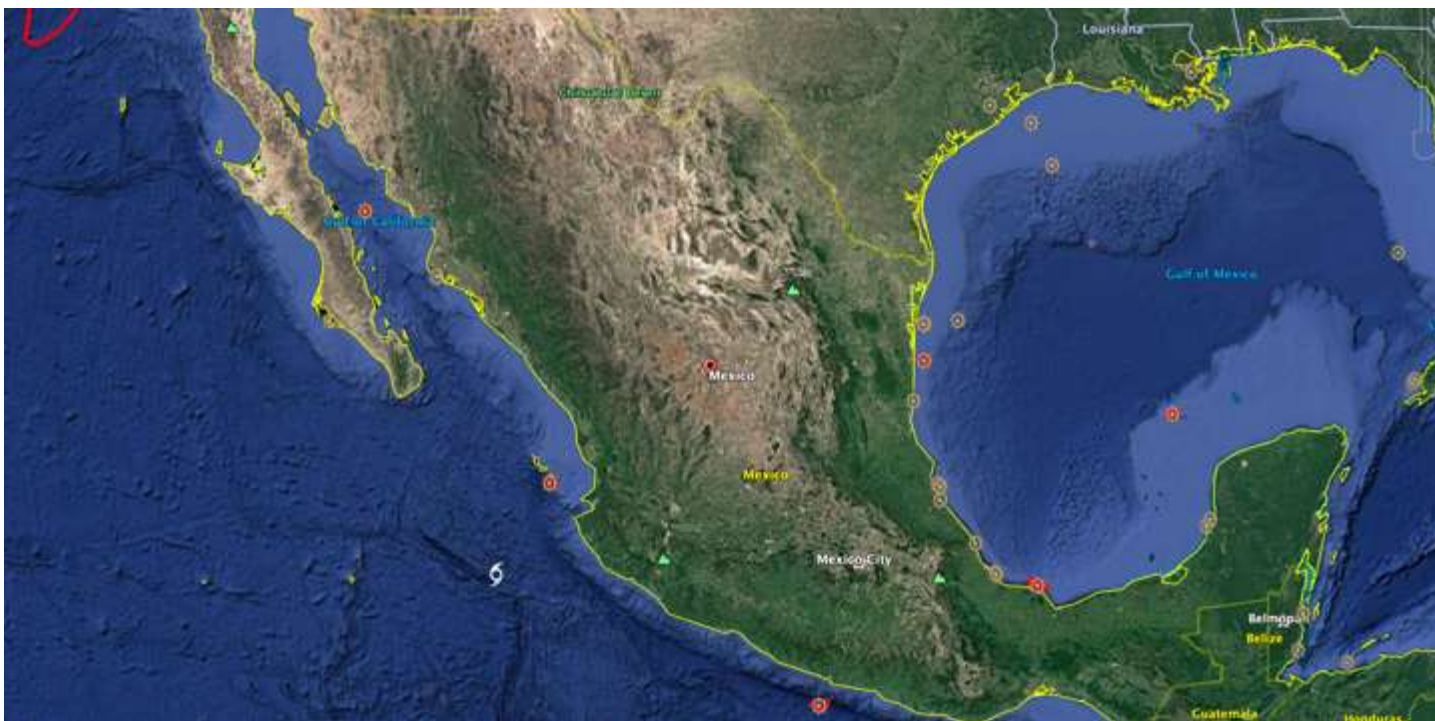 Louisiana
Chihuahuan Desert
Gulf of California
Gulf of Mexico
Mexico
Mexico
Mexico City
Belmopan
Belize
Guatemala
Honduras